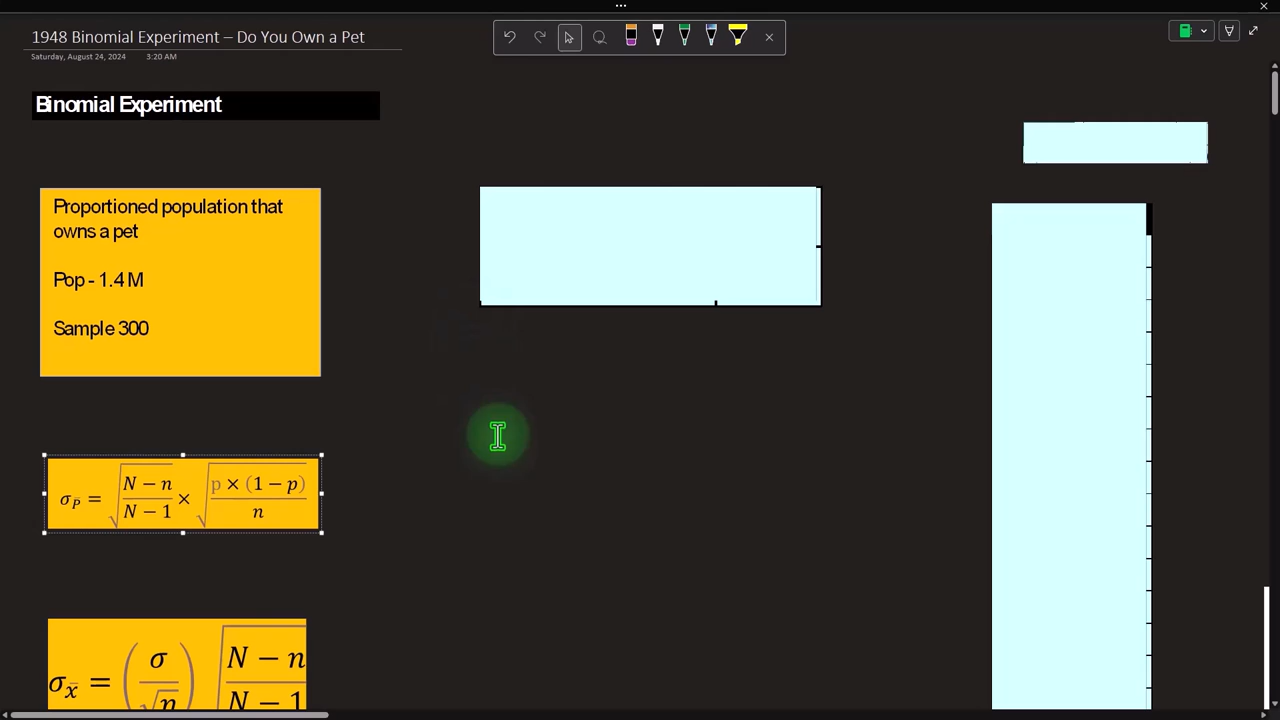 1948 Binomial Experiment – Do You Own a Pet
Saturday, August 24, 2024 3:20 AM
Binomial Experiment
Proportioned population that
owns a pet
Pop - 1.4 M
Sample 300
σ_P̄ = √((N − n)/(N − 1)) × √((p × (1 − p))/n)
σ_x̄ = (σ/√n) √((N − n)/(N − 1))